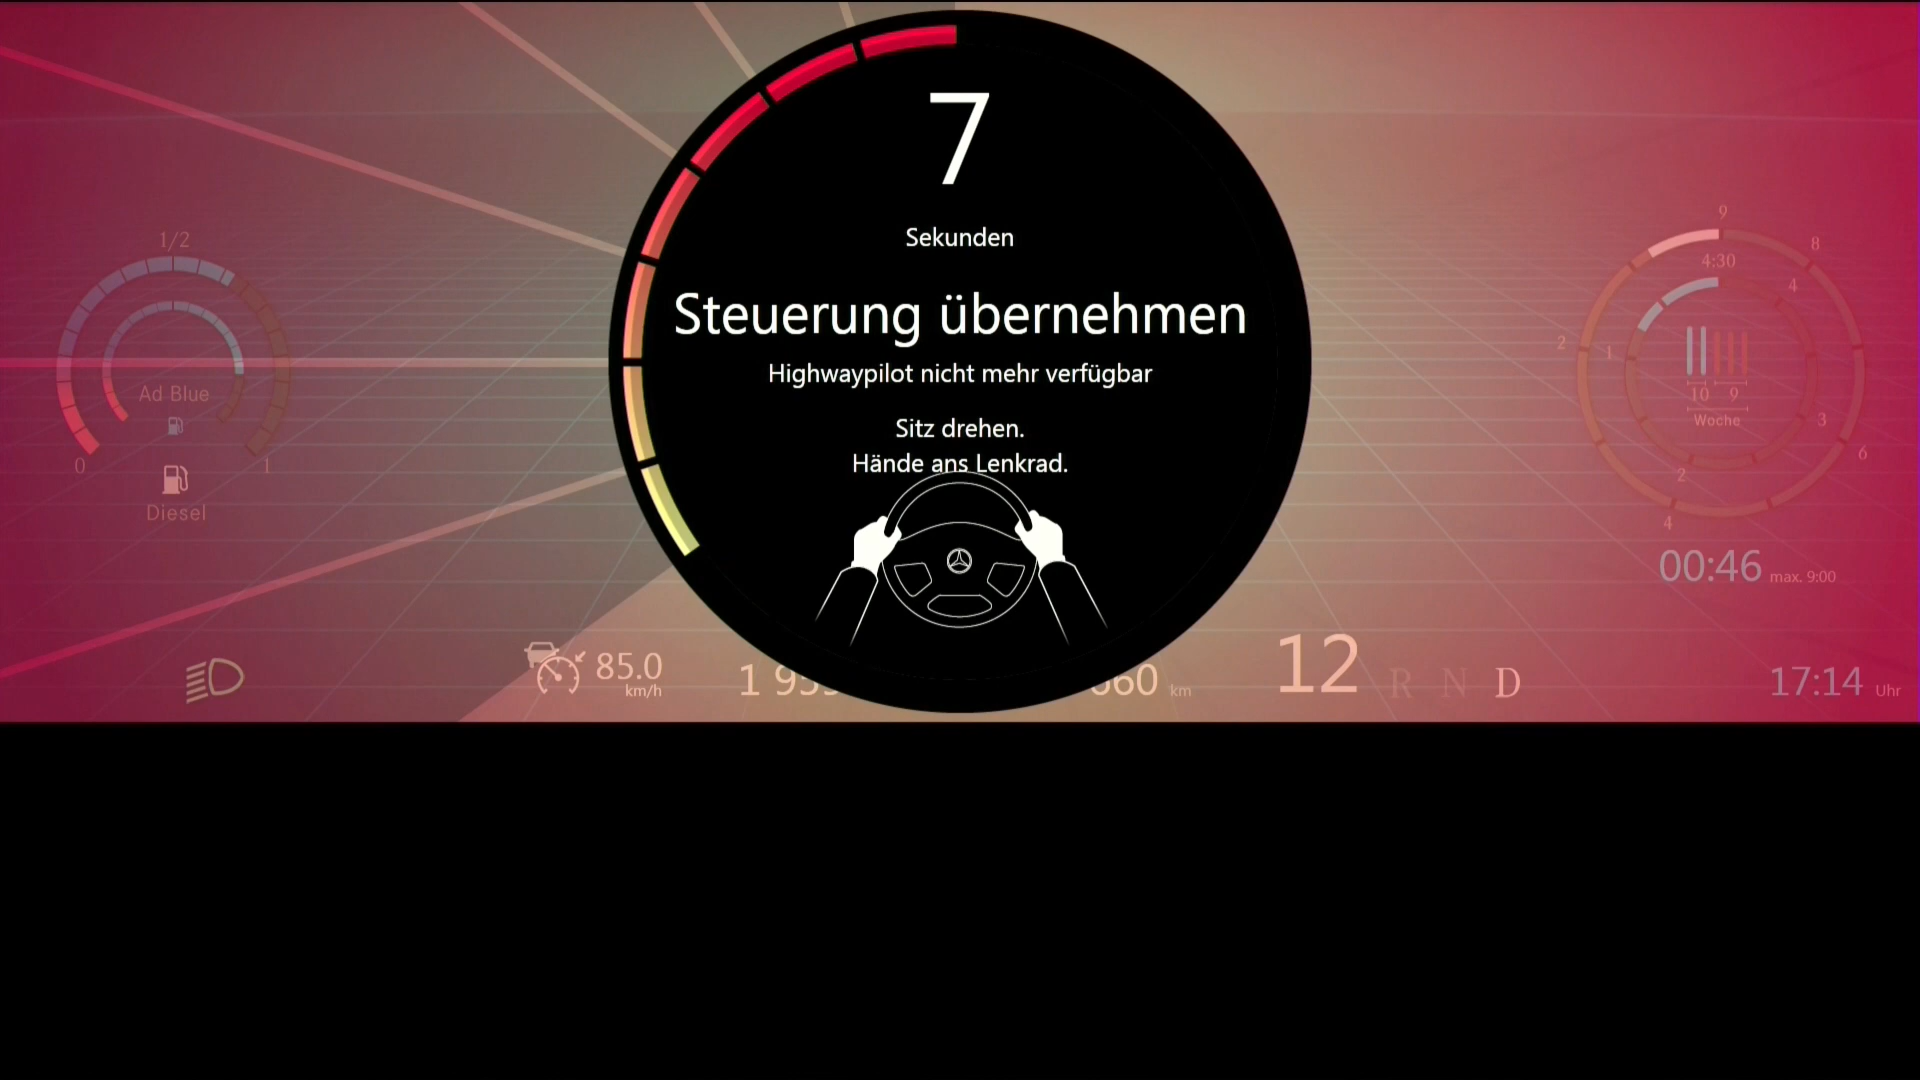 7
Sekunden
Steuerung übernehmen
Highwaypilot nicht mehr verfügbar
Sitz drehen.
Hände ans Lenkrad.
1/2
Ad Blue
0
1
Diesel
9
8
4:30
4
2
1
10 9
Woche
3
2
6
4
00:46 max. 9:00
85.0
km/h
km
12 R N D
17:14 Uhr